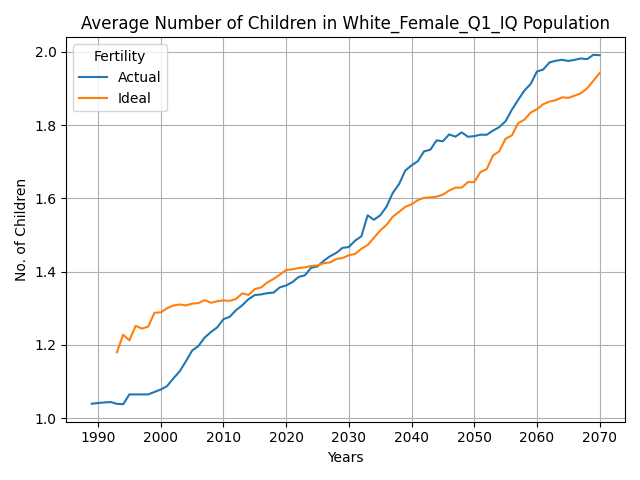 Average Number of Children in White_Female_Q1_IQ Population
Fertility
Actual
Ideal
No. of Children
2.0
1.8
1.6
1.4
1.2
1.0
1990 2000 2010 2020 2030 2040 2050 2060 2070
Years